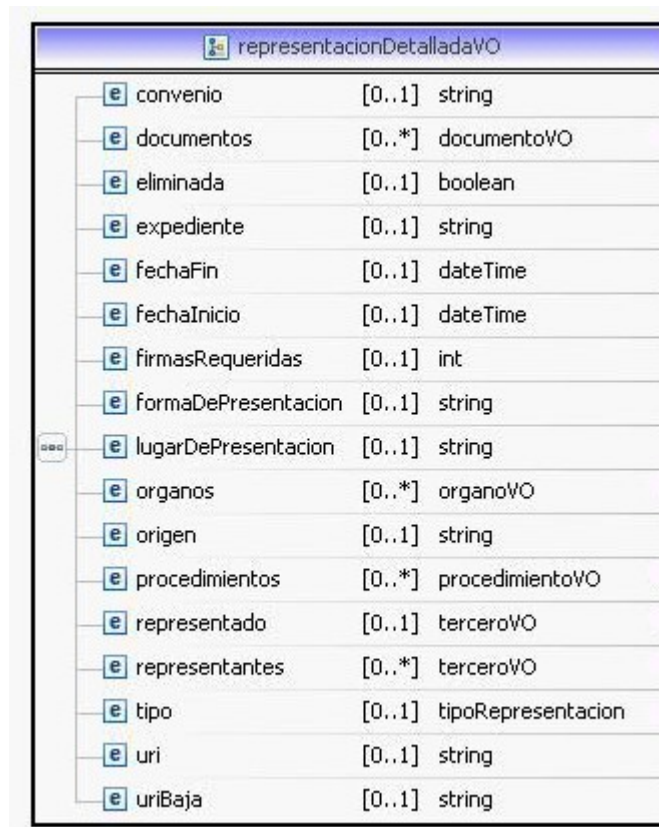 representacionDetalladaVO
e convenio [0..1] string
e documentos [0..*] documentoVO
e eliminada [0..1] boolean
e expediente [0..1] string
e fechaFin [0..1] dateTime
e fechaInicio [0..1] dateTime
e firmasRequeridas [0..1] int
e formaDePresentacion [0..1] string
e lugarDePresentacion [0..1] string
e organos [0..*] organoVO
e origen [0..1] string
e procedimientos [0..*] procedimientoVO
e representado [0..1] terceroVO
e representantes [0..*] terceroVO
e tipo [0..1] tipoRepresentacion
e uri [0..1] string
e uriBaja [0..1] string